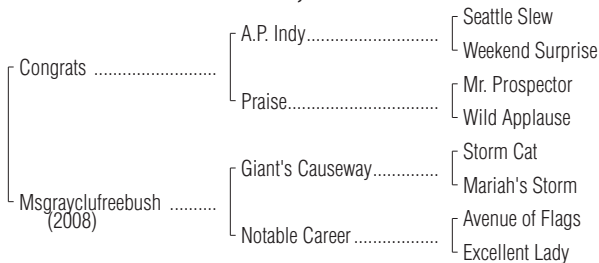 Seattle Slew
A.P. Indy..............................
Weekend Surprise
Congrats ............................
Mr. Prospector
Praise...................................
Wild Applause
Storm Cat
Giant's Causeway...............
Mariah's Storm
Msgrayclufreebush ...........
(2008)
Avenue of Flags
Notable Career...................
Excellent Lady